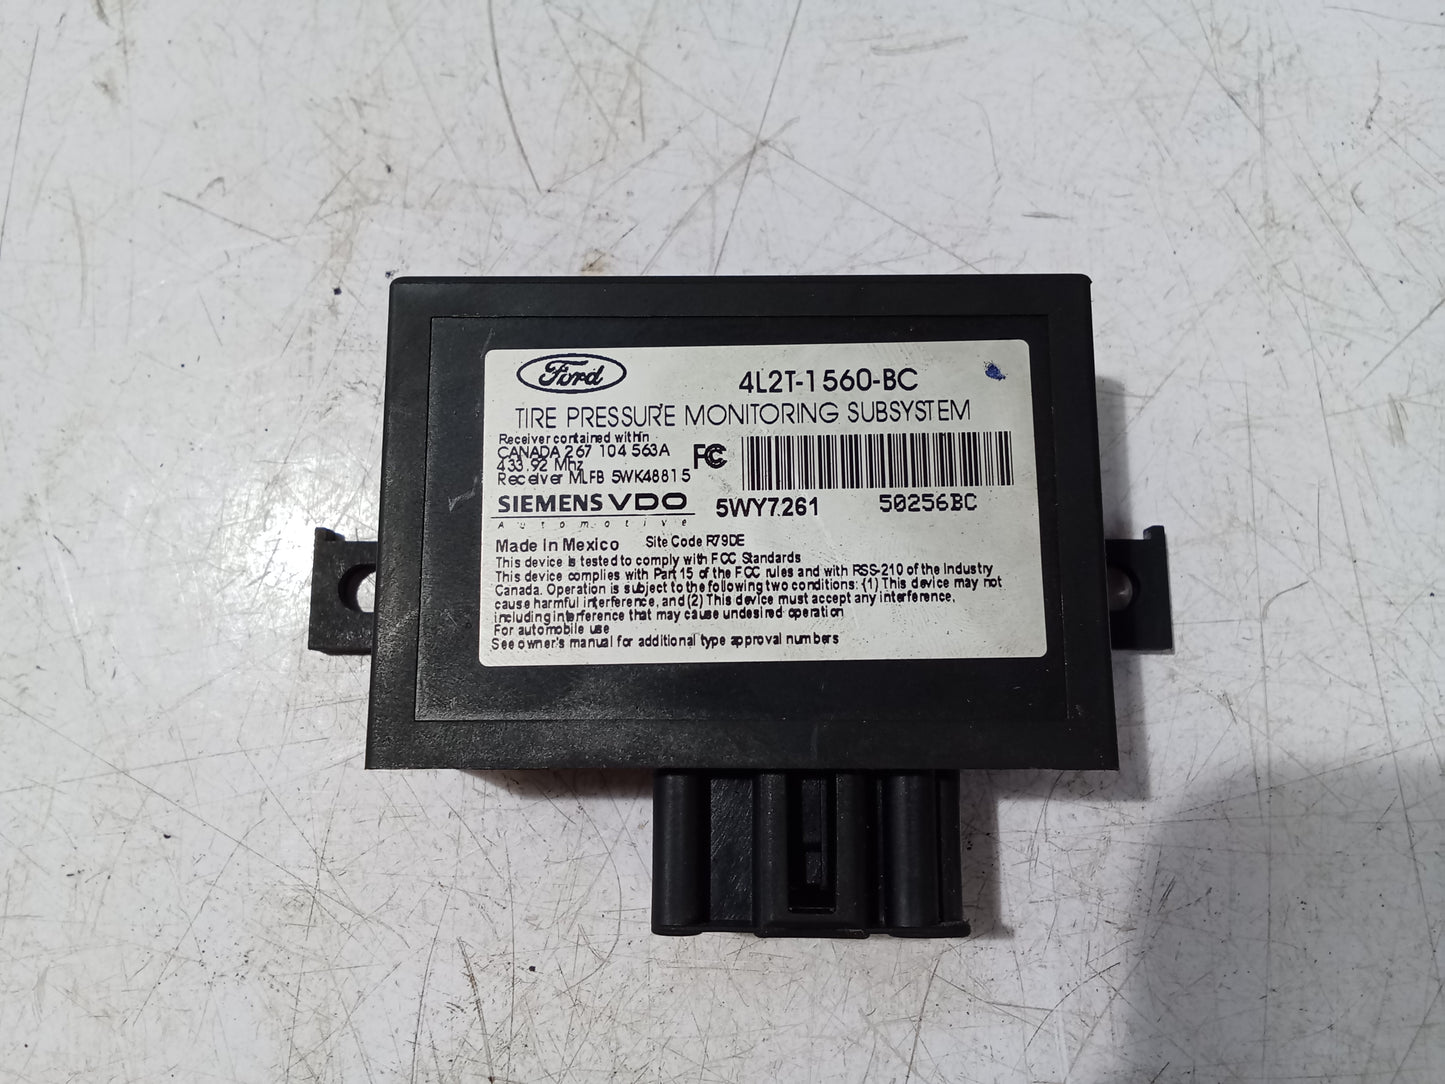 Ford
4L2T-1560-BC
TIRE PRESSURE MONITORING SUBSYSTEM
Receiver contained within
CANADA 267 104 563A
433.92 Mhz
Receiver MLFB 5WK48815
FC
SIEMENS VDO
Automotive
5WY7261
50256BC
Made In Mexico Site Code R79DE
This device is tested to comply with FCC Standards
This device complies with Part 15 of the FCC rules and with RSS-210 of the Industry
Canada. Operation is subject to the following two conditions: (1) This device may not
cause harmful interference, and (2) This device must accept any interference,
including interference that may cause undesired operation
For automobile use
See owner's manual for additional type approval numbers